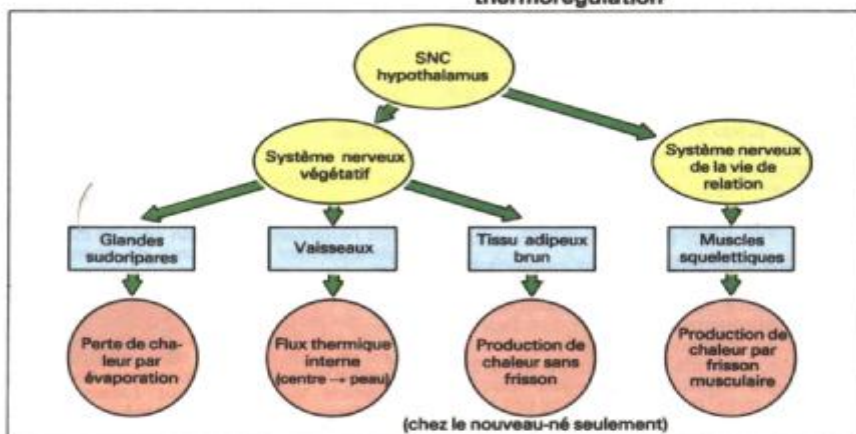 thermorégulation
SNC
hypothalamus
Système nerveux
végétatif
Système nerveux
de la vie de
relation
Glandes
sudoripares
Vaisseaux
Tissu adipeux
brun
Muscles
squelettiques
Perte de cha-
leur par
évaporation
Flux thermique
interne
(centre → peau)
Production de
chaleur sans
frisson
Production de
chaleur par
frisson
musculaire
(chez le nouveau-né seulement)